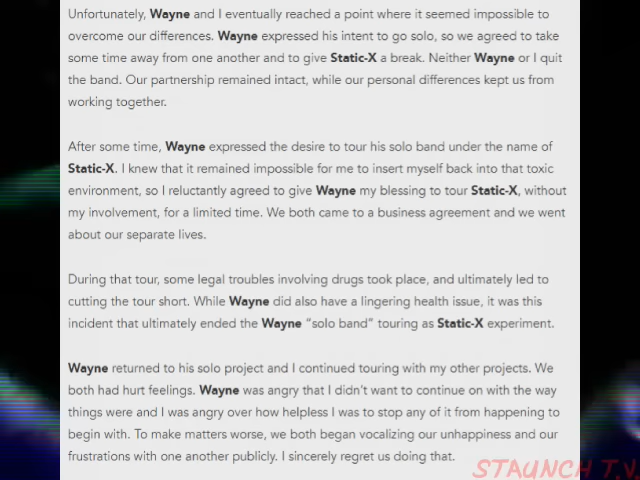 Unfortunately, Wayne and I eventually reached a point where it seemed impossible to
overcome our differences. Wayne expressed his intent to go solo, so we agreed to take
some time away from one another and to give Static-X a break. Neither Wayne or I quit
the band. Our partnership remained intact, while our personal differences kept us from
working together.
After some time, Wayne expressed the desire to tour his solo band under the name of
Static-X. I knew that it remained impossible for me to insert myself back into that toxic
environment, so I reluctantly agreed to give Wayne my blessing to tour Static-X, without
my involvement, for a limited time. We both came to a business agreement and we went
about our separate lives.
During that tour, some legal troubles involving drugs took place, and ultimately led to
cutting the tour short. While Wayne did also have a lingering health issue, it was this
incident that ultimately ended the Wayne “solo band” touring as Static-X experiment.
Wayne returned to his solo project and I continued touring with my other projects. We
both had hurt feelings. Wayne was angry that I didn’t want to continue on with the way
things were and I was angry over how helpless I was to stop any of it from happening to
begin with. To make matters worse, we both began vocalizing our unhappiness and our
frustrations with one another publicly. I sincerely regret us doing that.
STAUNCH T.V.